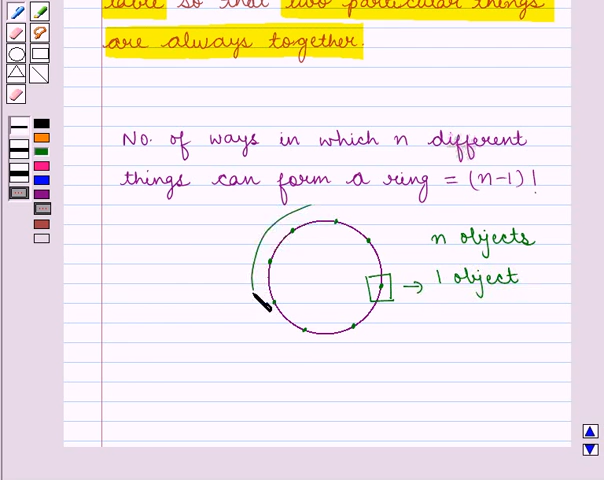 table so that two particular things
are always together.
No. of ways in which n different
things can form a ring = (n-1)!
n objects
→ 1 object